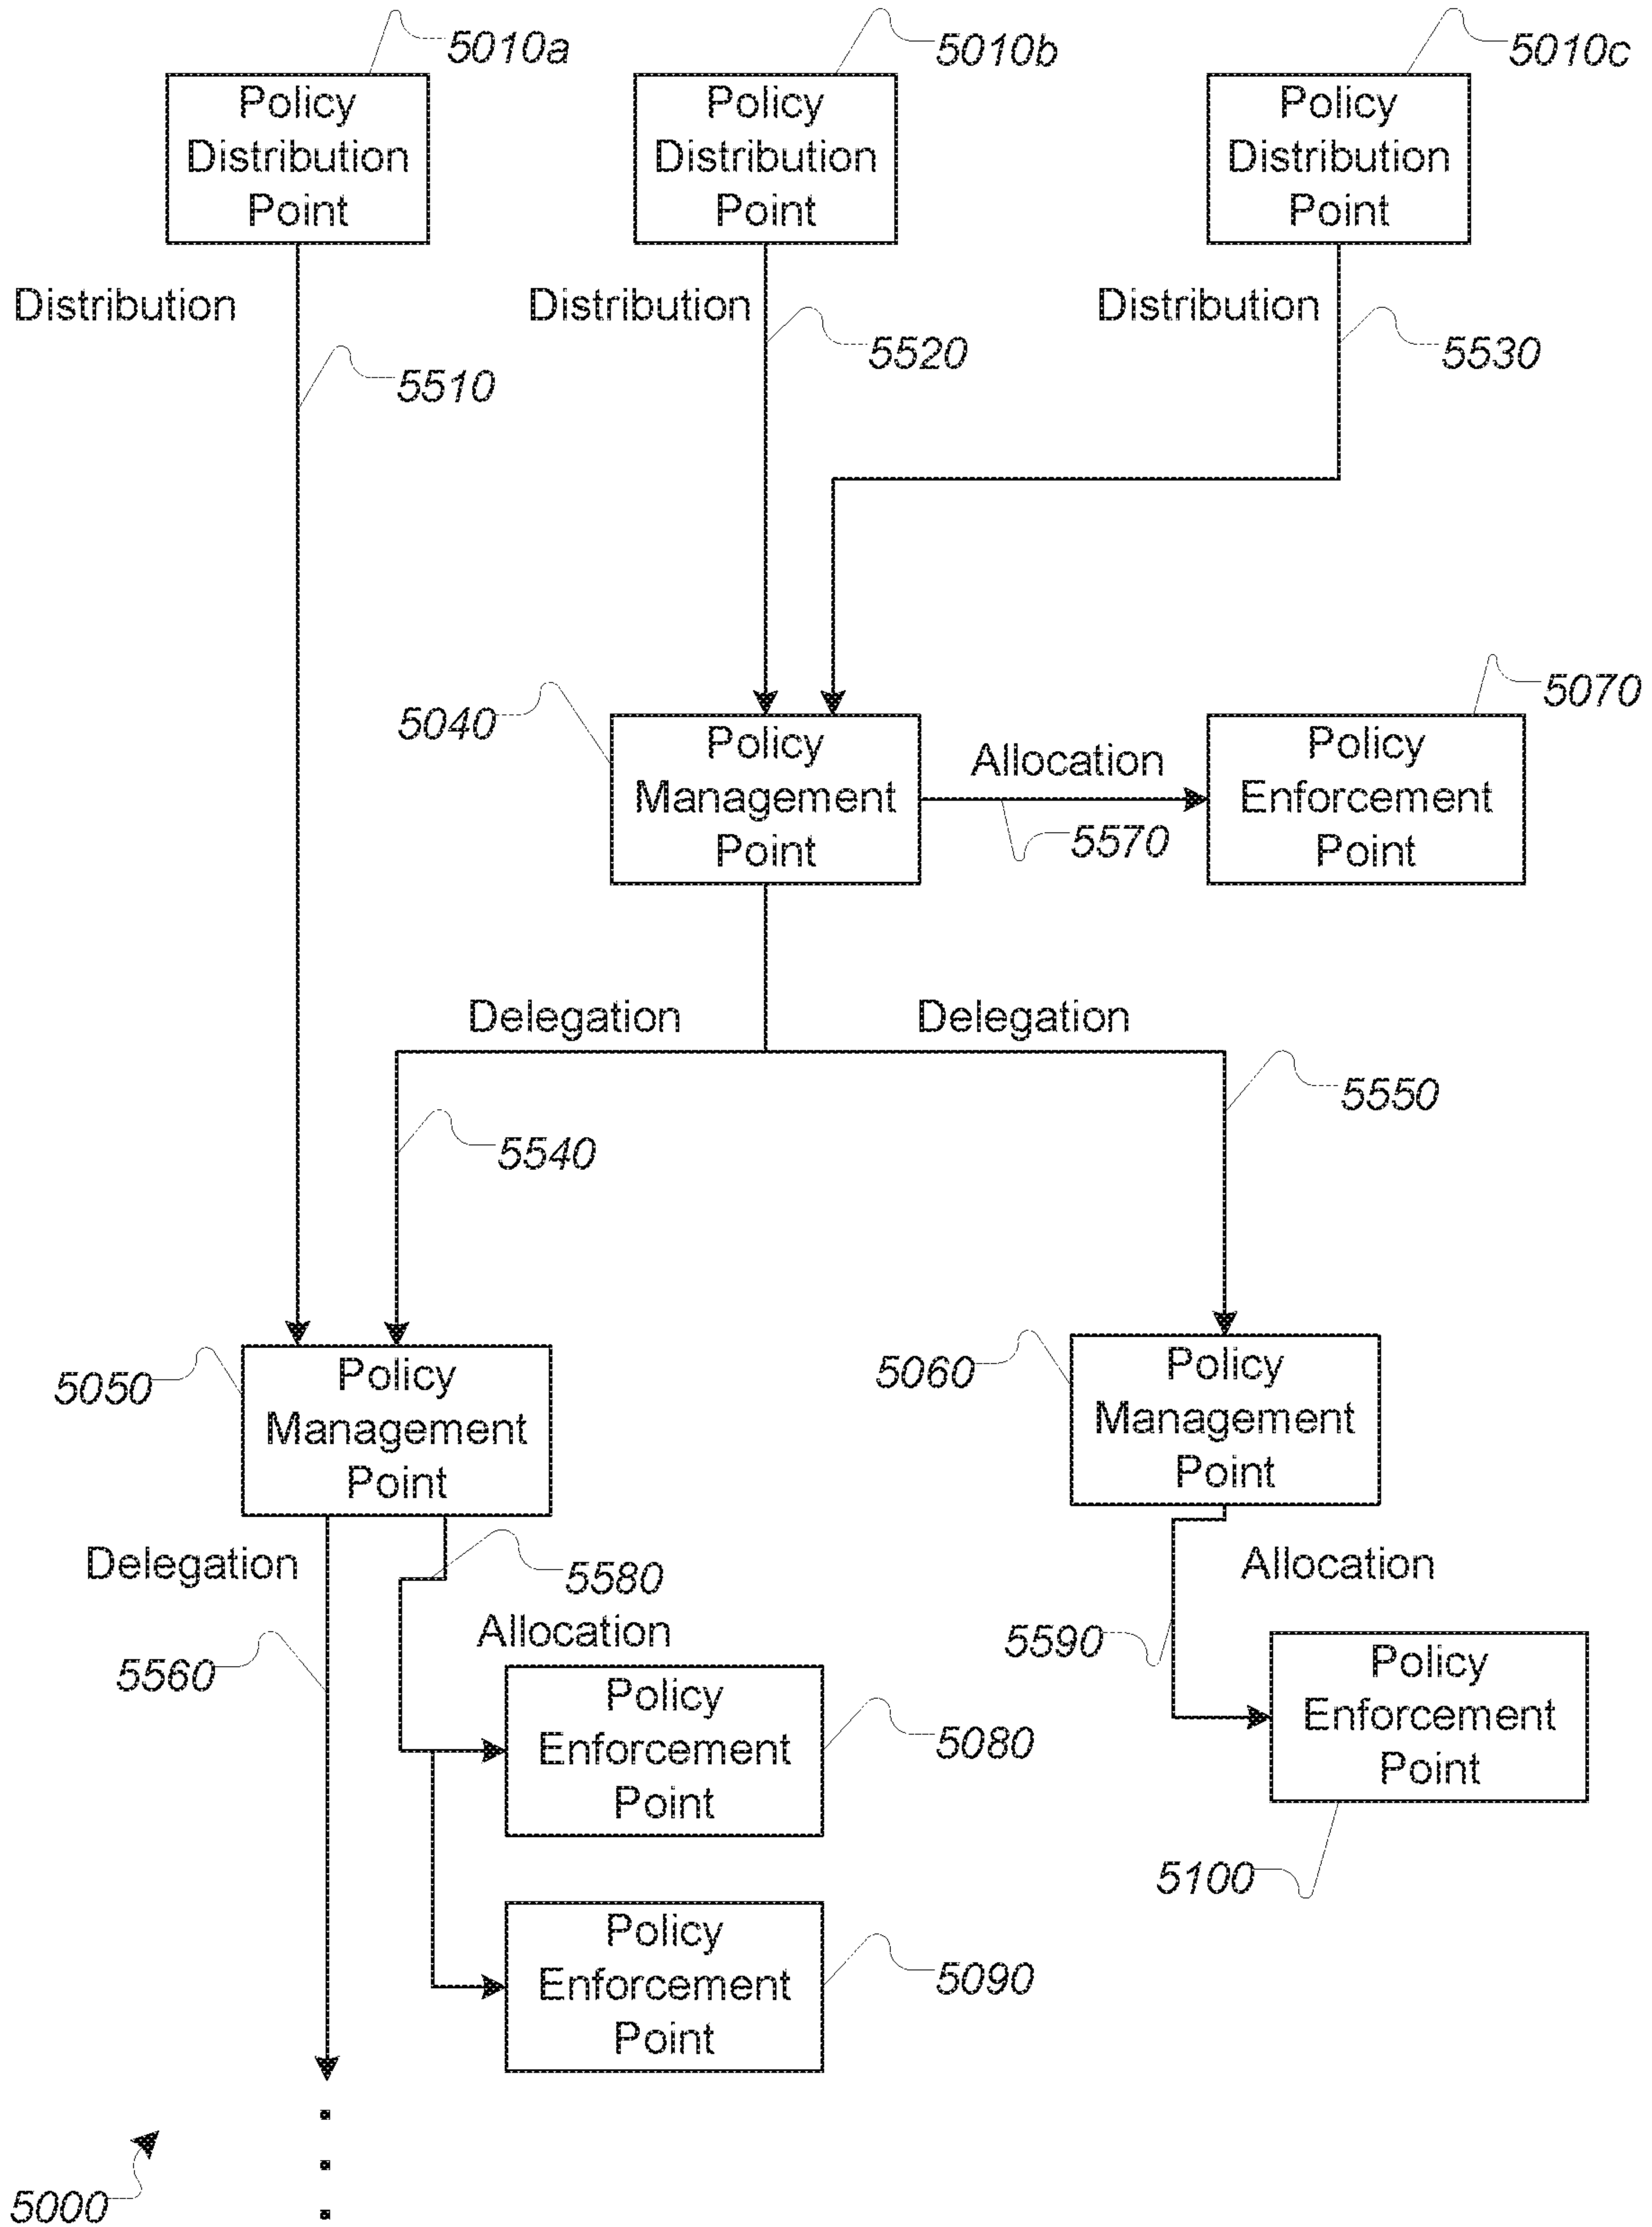 5010a
5010b
5010c
Policy
Distribution
Point
Policy
Distribution
Point
Policy
Distribution
Point
Distribution
Distribution
Distribution
5510
5520
5530
5040
Policy
Management
Point
Allocation
5570
5070
Policy
Enforcement
Point
Delegation
Delegation
5540
5550
5050
Policy
Management
Point
5060
Policy
Management
Point
Delegation
5580
Allocation
5560
Allocation
5590
Policy
Enforcement
Point
5080
Policy
Enforcement
Point
5100
Policy
Enforcement
Point
5090
5000